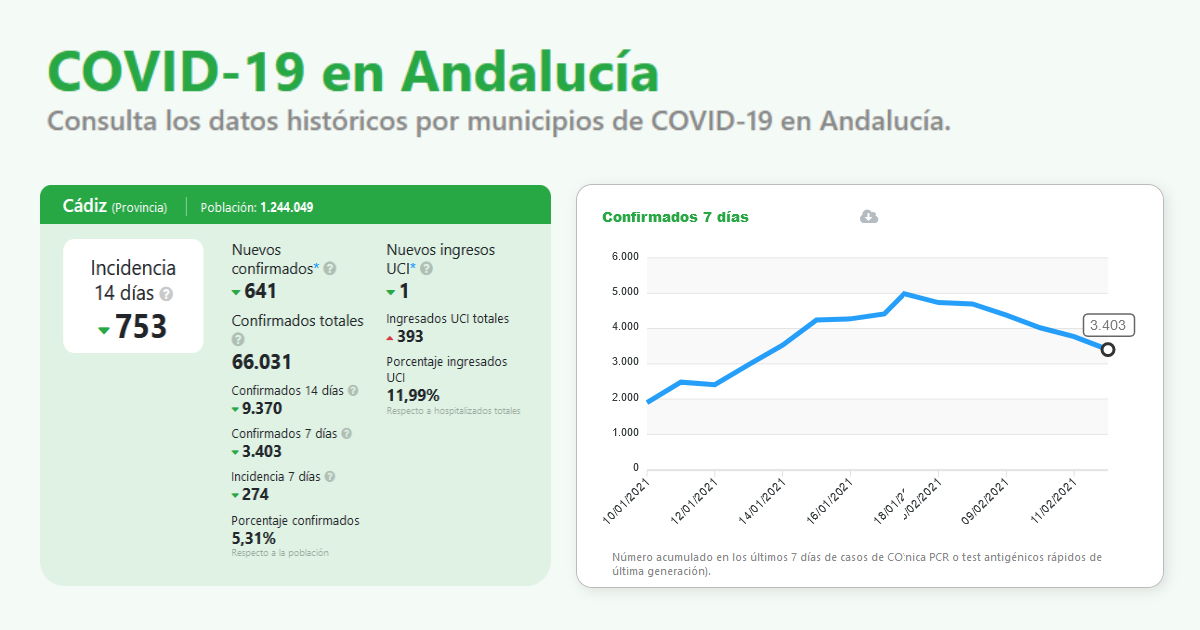 COVID-19 en Andalucía
Consulta los datos históricos por municipios de COVID-19 en Andalucía.
Cádiz (Provincia) Población: 1.244.049
Incidencia
14 días ?
753
Nuevos
confirmados* ?
641
Confirmados totales
?
66.031
Confirmados 14 días ?
9.370
Confirmados 7 días ?
3.403
Incidencia 7 días ?
274
Porcentaje confirmados
5,31%
Respecto a la población
Nuevos ingresos
UCI* ?
1
Ingresados UCI totales
393
Porcentaje ingresados
UCI
11,99%
Respecto a hospitalizados totales
Confirmados 7 días
6.000
5.000
4.000
3.000
2.000
1.000
0
3.403
10/01/2021
12/01/2021
14/01/2021
16/01/2021
18/01/2
/02/2021
09/02/2021
11/02/2021
Número acumulado en los últimos 7 días de casos de CO nica PCR o test antigénicos rápidos de
última generación).